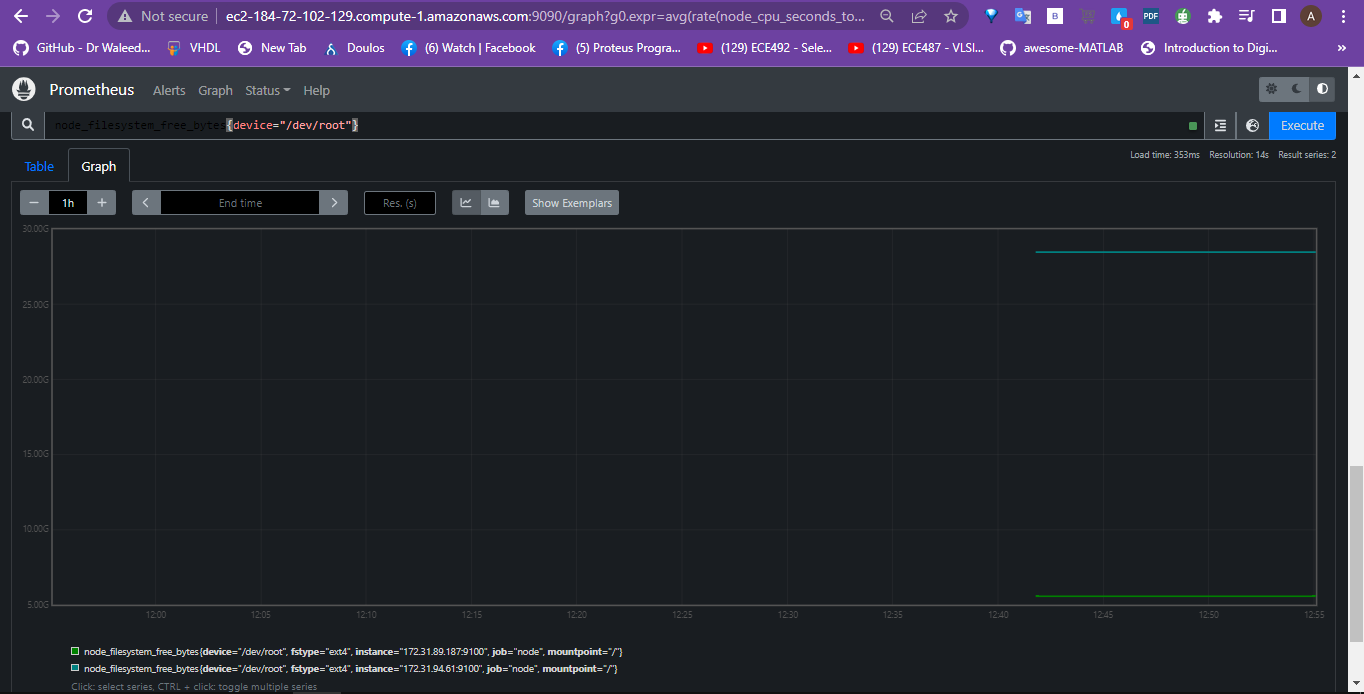 Not secure ec2-184-72-102-129.compute-1.amazonaws.com:9090/graph?g0.expr=avg(rate(node_cpu_seconds_to... B 0 PDF A
GitHub - Dr Waleed... VHDL New Tab Doulos (6) Watch | Facebook (5) Proteus Progra... (129) ECE492 - Sele... (129) ECE487 - VLSI... awesome-MATLAB Introduction to Digi... »
Prometheus Alerts Graph Status Help
node_filesystem_free_bytes{device="/dev/root"} Execute
Load time: 353ms Resolution: 14s Result series: 2
Table Graph
− 1h + < End time > Res. (s) Show Exemplars
30.00G
25.00G
20.00G
15.00G
10.00G
5.00G
12:00 12:05 12:10 12:15 12:20 12:25 12:30 12:35 12:40 12:45 12:50 12:55
node_filesystem_free_bytes{device="/dev/root", fstype="ext4", instance="172.31.89.187:9100", job="node", mountpoint="/"}
node_filesystem_free_bytes{device="/dev/root", fstype="ext4", instance="172.31.94.61:9100", job="node", mountpoint="/"}
Click: select series, CTRL + click: toggle multiple series